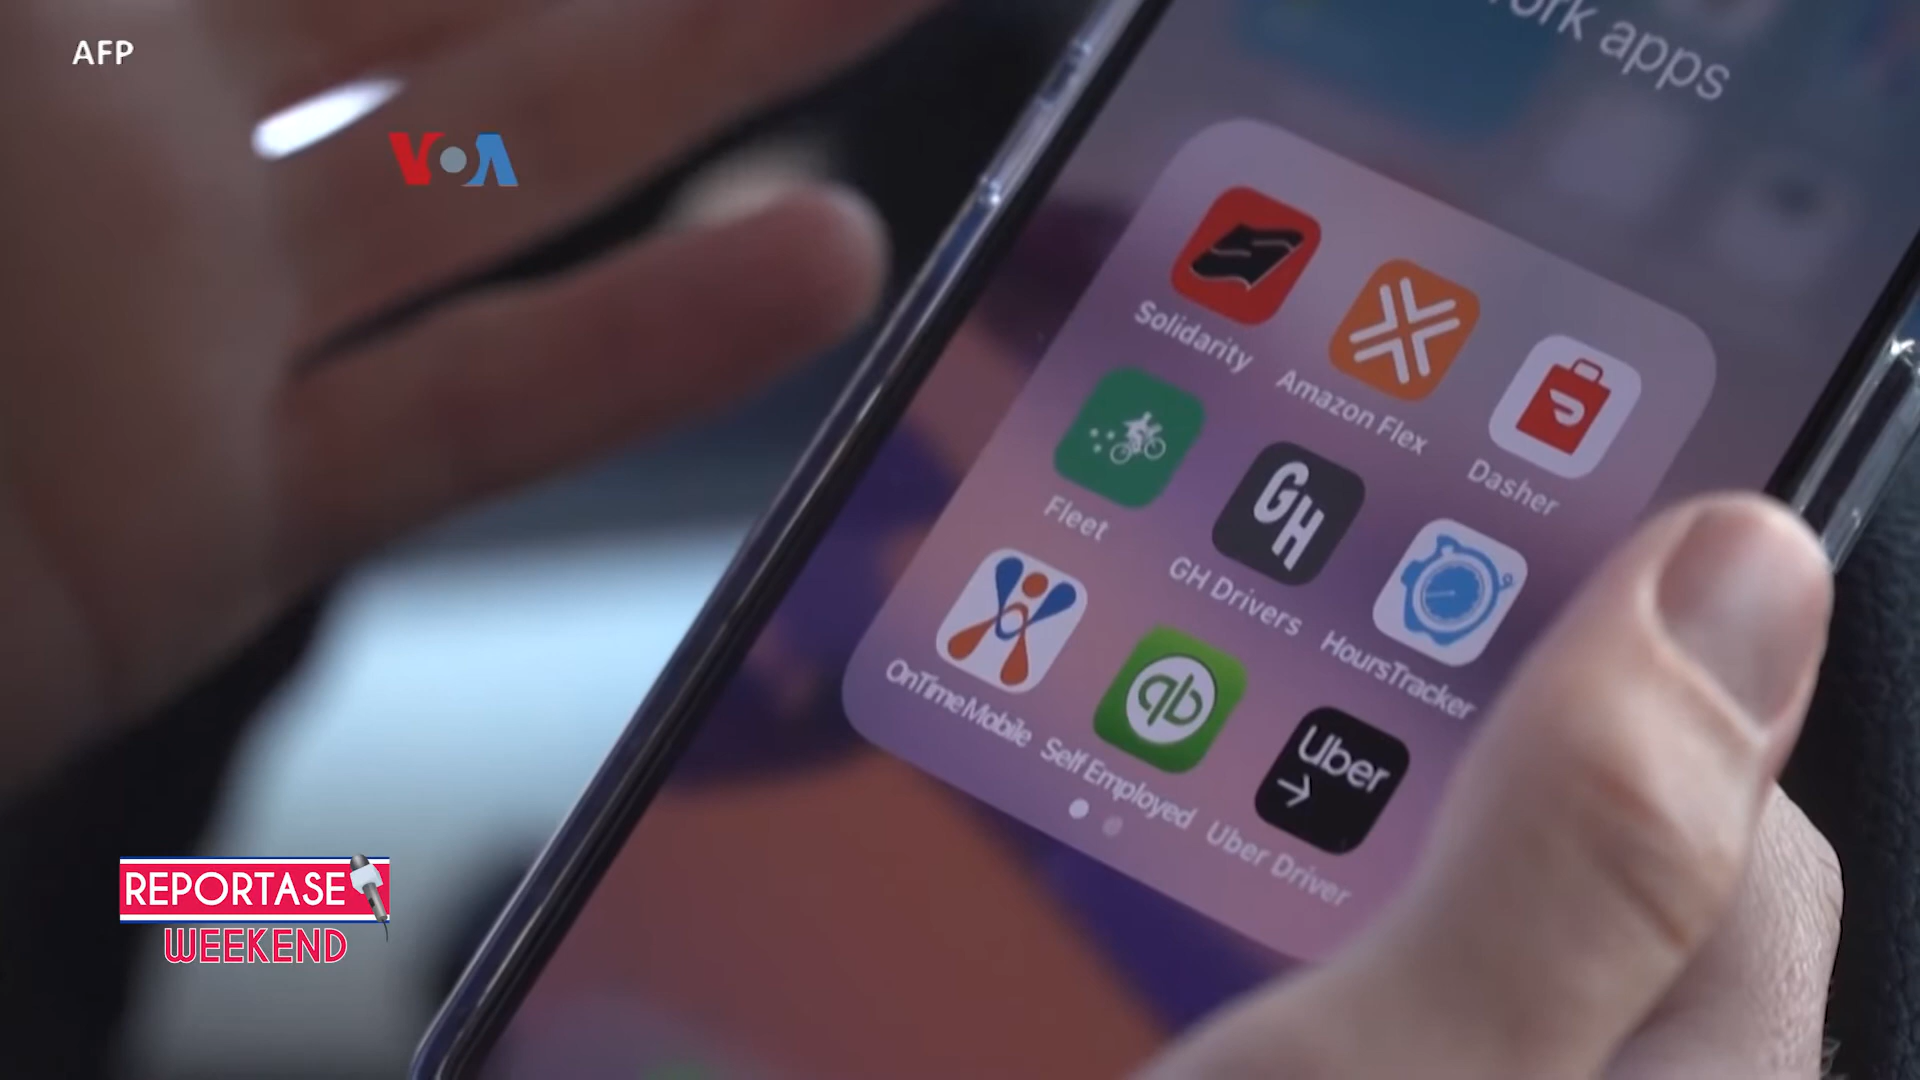 AFP
VOA
apps
Solidarity
Amazon Flex
Dasher
Fleet
GH
GH Drivers
HoursTracker
OnTime Mobile
qb
Self Employed
Uber
Uber Driver
REPORTASE
WEEKEND